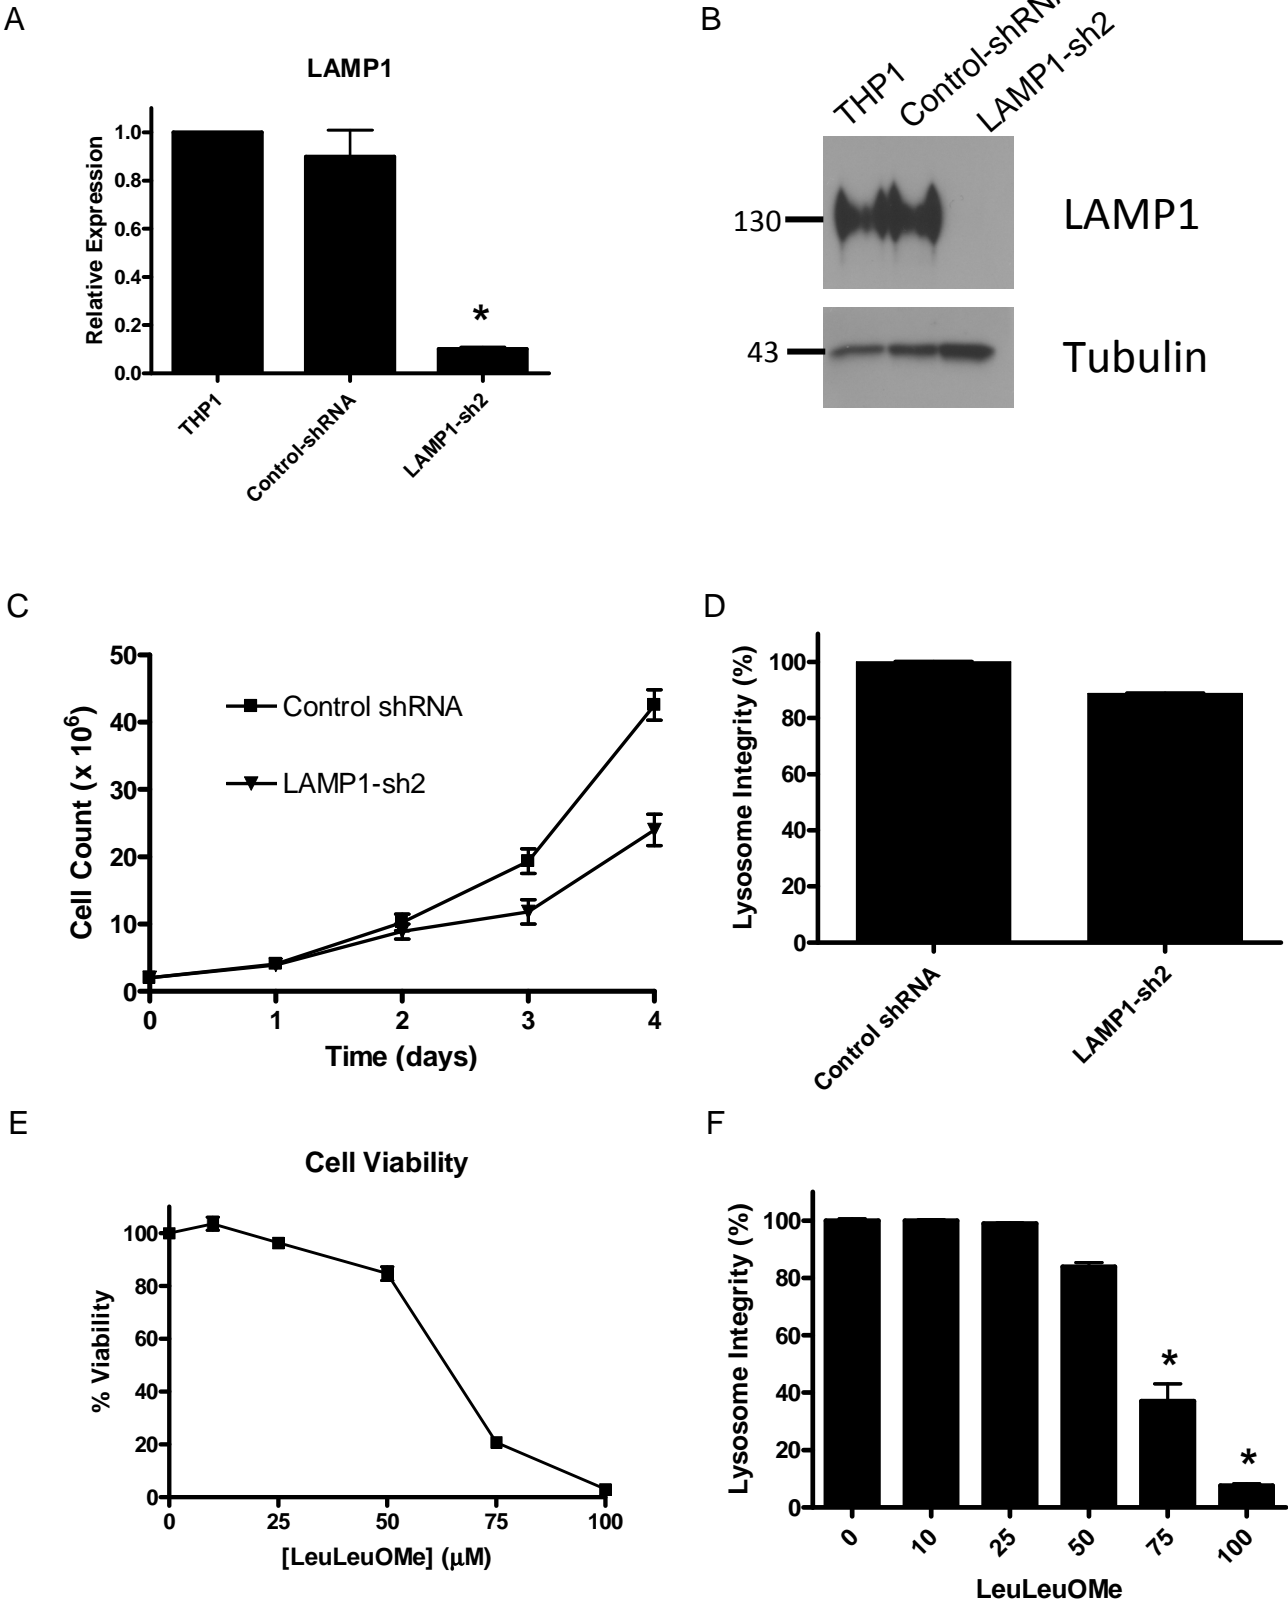 A
LAMP1
Relative Expression
1.0
0.8
0.6
0.4
0.2
0.0
*
THP1
Control-shRNA
LAMP1-sh2
B
THP1
Control-shRNA
LAMP1-sh2
130
LAMP1
43
Tubulin
C
Cell Count (x 10⁶)
50
40
30
20
10
0
Control shRNA
LAMP1-sh2
0 1 2 3 4
Time (days)
D
Lysosome Integrity (%)
100
80
60
40
20
0
Control shRNA
LAMP1-sh2
E
Cell Viability
% Viability
100
80
60
40
20
0
0 25 50 75 100
[LeuLeuOMe] (μM)
F
Lysosome Integrity (%)
100
80
60
40
20
0
*
*
0 10 25 50 75 100
LeuLeuOMe